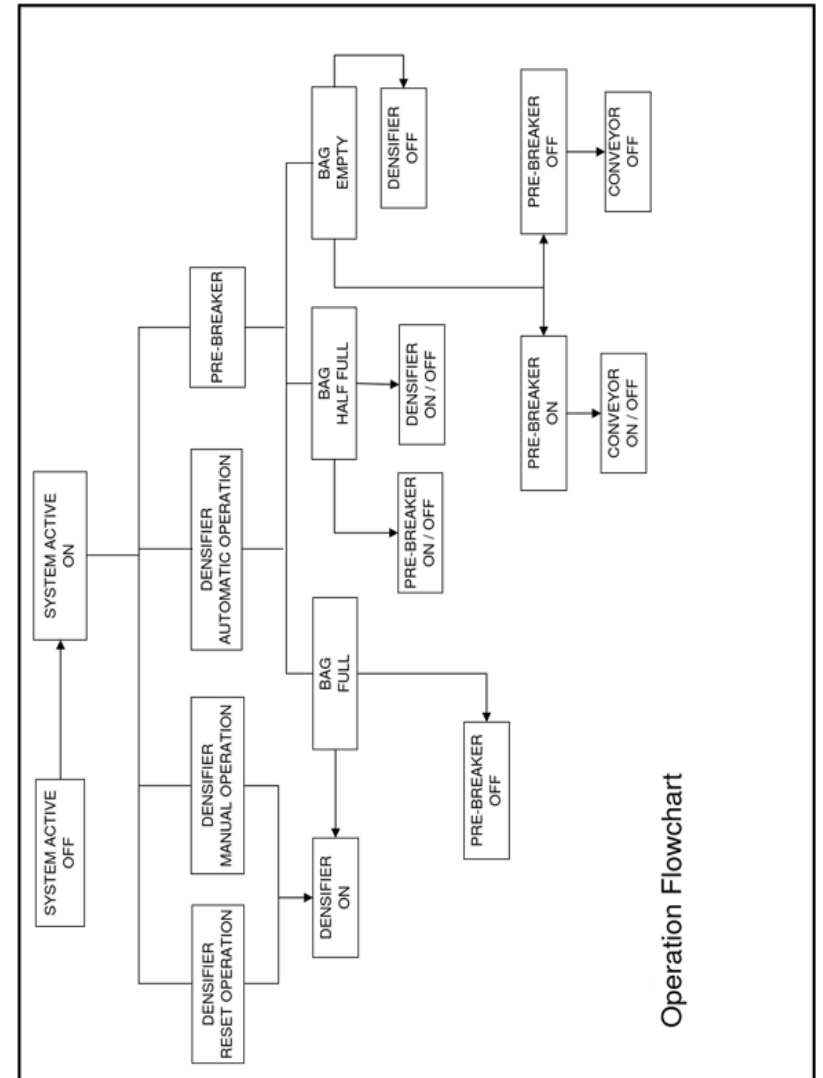 SYSTEM ACTIVE
OFF
SYSTEM ACTIVE
ON
DENSIFIER
RESET OPERATION
DENSIFIER
MANUAL OPERATION
DENSIFIER
AUTOMATIC OPERATION
PRE-BREAKER
DENSIFIER
ON
BAG
FULL
BAG
HALF FULL
BAG
EMPTY
PRE-BREAKER
ON / OFF
DENSIFIER
ON / OFF
DENSIFIER
OFF
PRE-BREAKER
OFF
PRE-BREAKER
ON
PRE-BREAKER
OFF
CONVEYOR
ON / OFF
CONVEYOR
OFF
Operation Flowchart